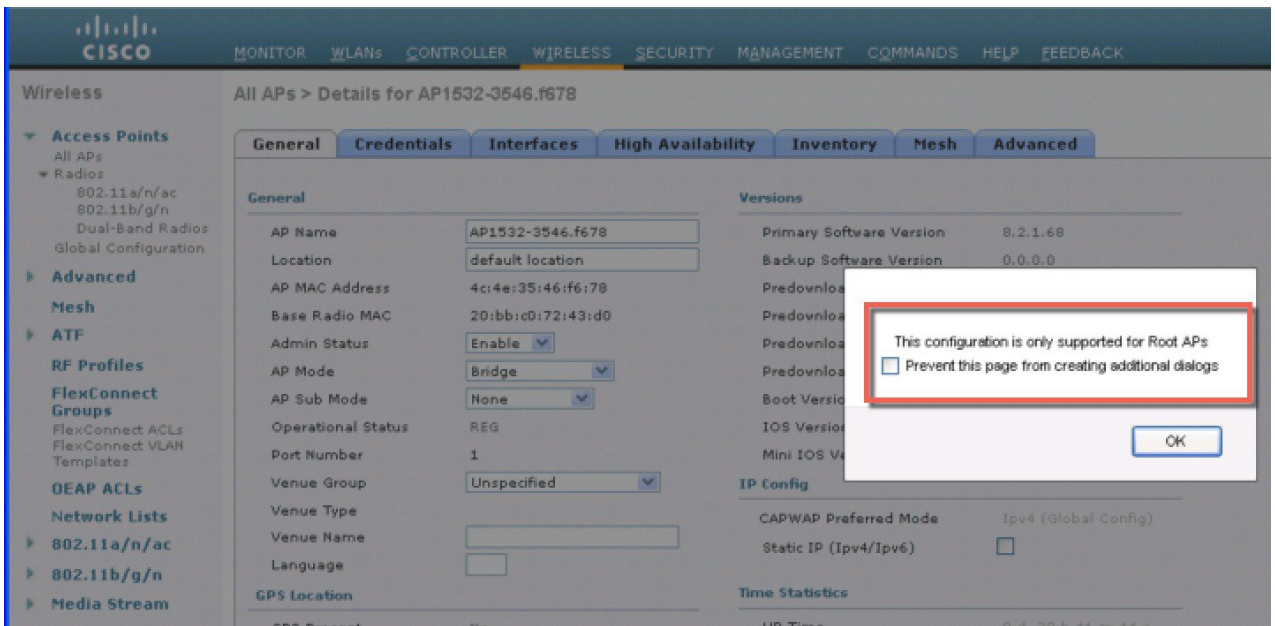 CISCO
MONITOR WLANs CONTROLLER WIRELESS SECURITY MANAGEMENT COMMANDS HELP FEEDBACK
Wireless
Access Points
All APs
Radios
802.11a/n/ac
802.11b/g/n
Dual-Band Radios
Global Configuration
Advanced
Mesh
ATF
RF Profiles
FlexConnect
Groups
FlexConnect ACLs
FlexConnect VLAN
Templates
OEAP ACLs
Network Lists
802.11a/n/ac
802.11b/g/n
Media Stream
All APs > Details for AP1532-3546.f678
General Credentials Interfaces High Availability Inventory Mesh Advanced
General
AP Name AP1532-3546.f678
Location default location
AP MAC Address 4c:4e:35:46:f6:78
Base Radio MAC 20:bb:c0:72:43:d0
Admin Status Enable
AP Mode Bridge
AP Sub Mode None
Operational Status REG
Port Number 1
Venue Group Unspecified
Venue Type
Venue Name
Language
GPS Location
Versions
Primary Software Version 8.2.1.68
Backup Software Version 0.0.0.0
Predownloa
Predownloa
Predownloa
Predownloa
Boot Versio
IOS Version
Mini IOS Ve
IP Config
CAPWAP Preferred Mode Ipv4 (Global Config)
Static IP (Ipv4/Ipv6)
Time Statistics
This configuration is only supported for Root APs
Prevent this page from creating additional dialogs
OK